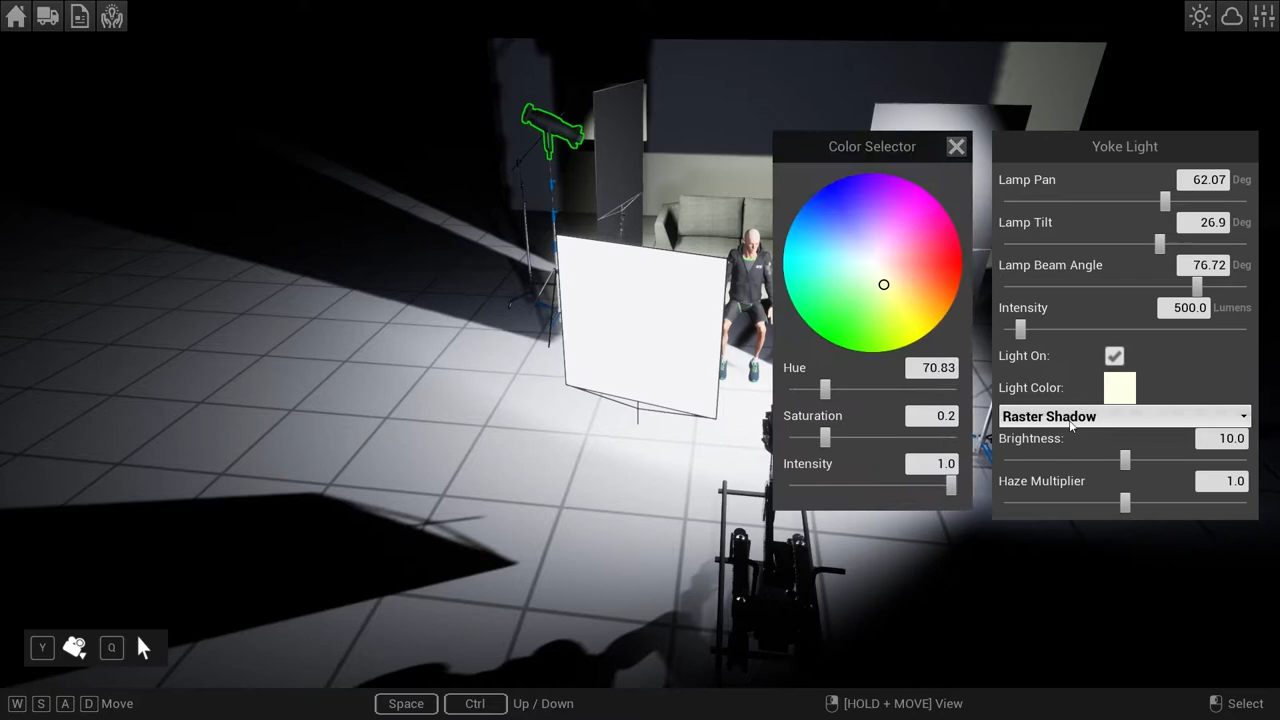 Color Selector
Hue 70.83
Saturation 0.2
Intensity 1.0
Yoke Light
Lamp Pan 62.07 Deg
Lamp Tilt 26.9 Deg
Lamp Beam Angle 76.72 Deg
Intensity 500.0 Lumens
Light On:
Light Color:
Raster Shadow
Brightness: 10.0
Haze Multiplier 1.0
Y Q
W S A D Move Space Ctrl Up / Down [HOLD + MOVE] View Select